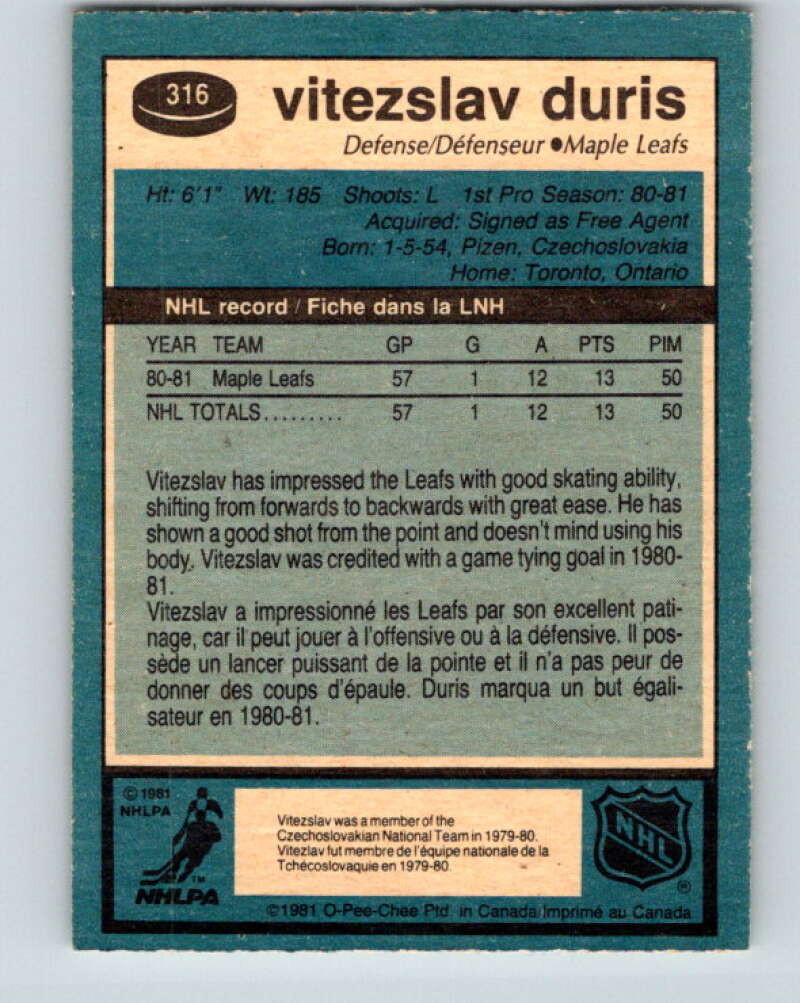 316
vitezslav duris
Defense/Défenseur ●Maple Leafs
Ht: 6'1" Wt: 185 Shoots: L 1st Pro Season: 80-81
Acquired: Signed as Free Agent
Born: 1-5-54, Plzen, Czechoslovakia
Home: Toronto, Ontario
NHL record / Fiche dans la LNH
YEAR TEAM GP G A PTS PIM
80-81 Maple Leafs 57 1 12 13 50
NHL TOTALS......... 57 1 12 13 50
Vitezslav has impressed the Leafs with good skating ability,
shifting from forwards to backwards with great ease. He has
shown a good shot from the point and doesn't mind using his
body. Vitezslav was credited with a game tying goal in 1980-
81.
Vitezslav a impressionné les Leafs par son excellent pati-
nage, car il peut jouer à l'offensive ou à la défensive. Il pos-
sède un lancer puissant de la pointe et il n'a pas peur de
donner des coups d'épaule. Duris marqua un but égali-
sateur en 1980-81.
© 1981
NHLPA
TM
NHLPA
Vitezslav was a member of the
Czechoslovakian National Team in 1979-80.
Vitezlav fut membre de l'équipe nationale de la
Tchécoslovaquie en 1979-80.
NHL
®
©1981 O-Pee-Chee Ptd. in Canada/Imprimé au Canada